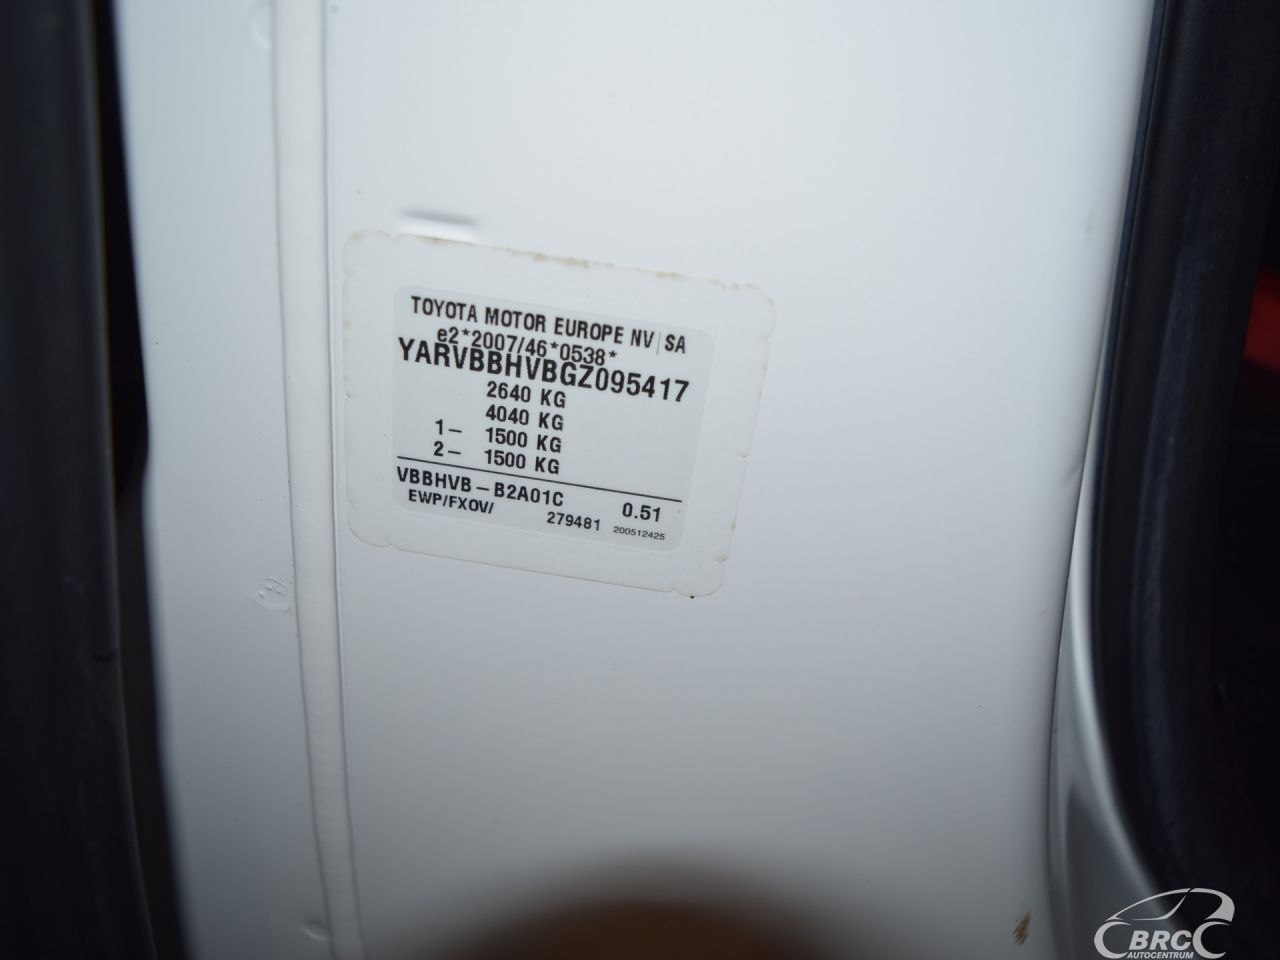 TOYOTA MOTOR EUROPE NV SA
e2*2007/46*0538*
YARVBBHVBGZ095417
2640 KG
4040 KG
1– 1500 KG
2– 1500 KG
VBBHVB–B2A01C 0.51
EWP/FXOV/ 279481 200512425
BRC
AUTOCENTRUM